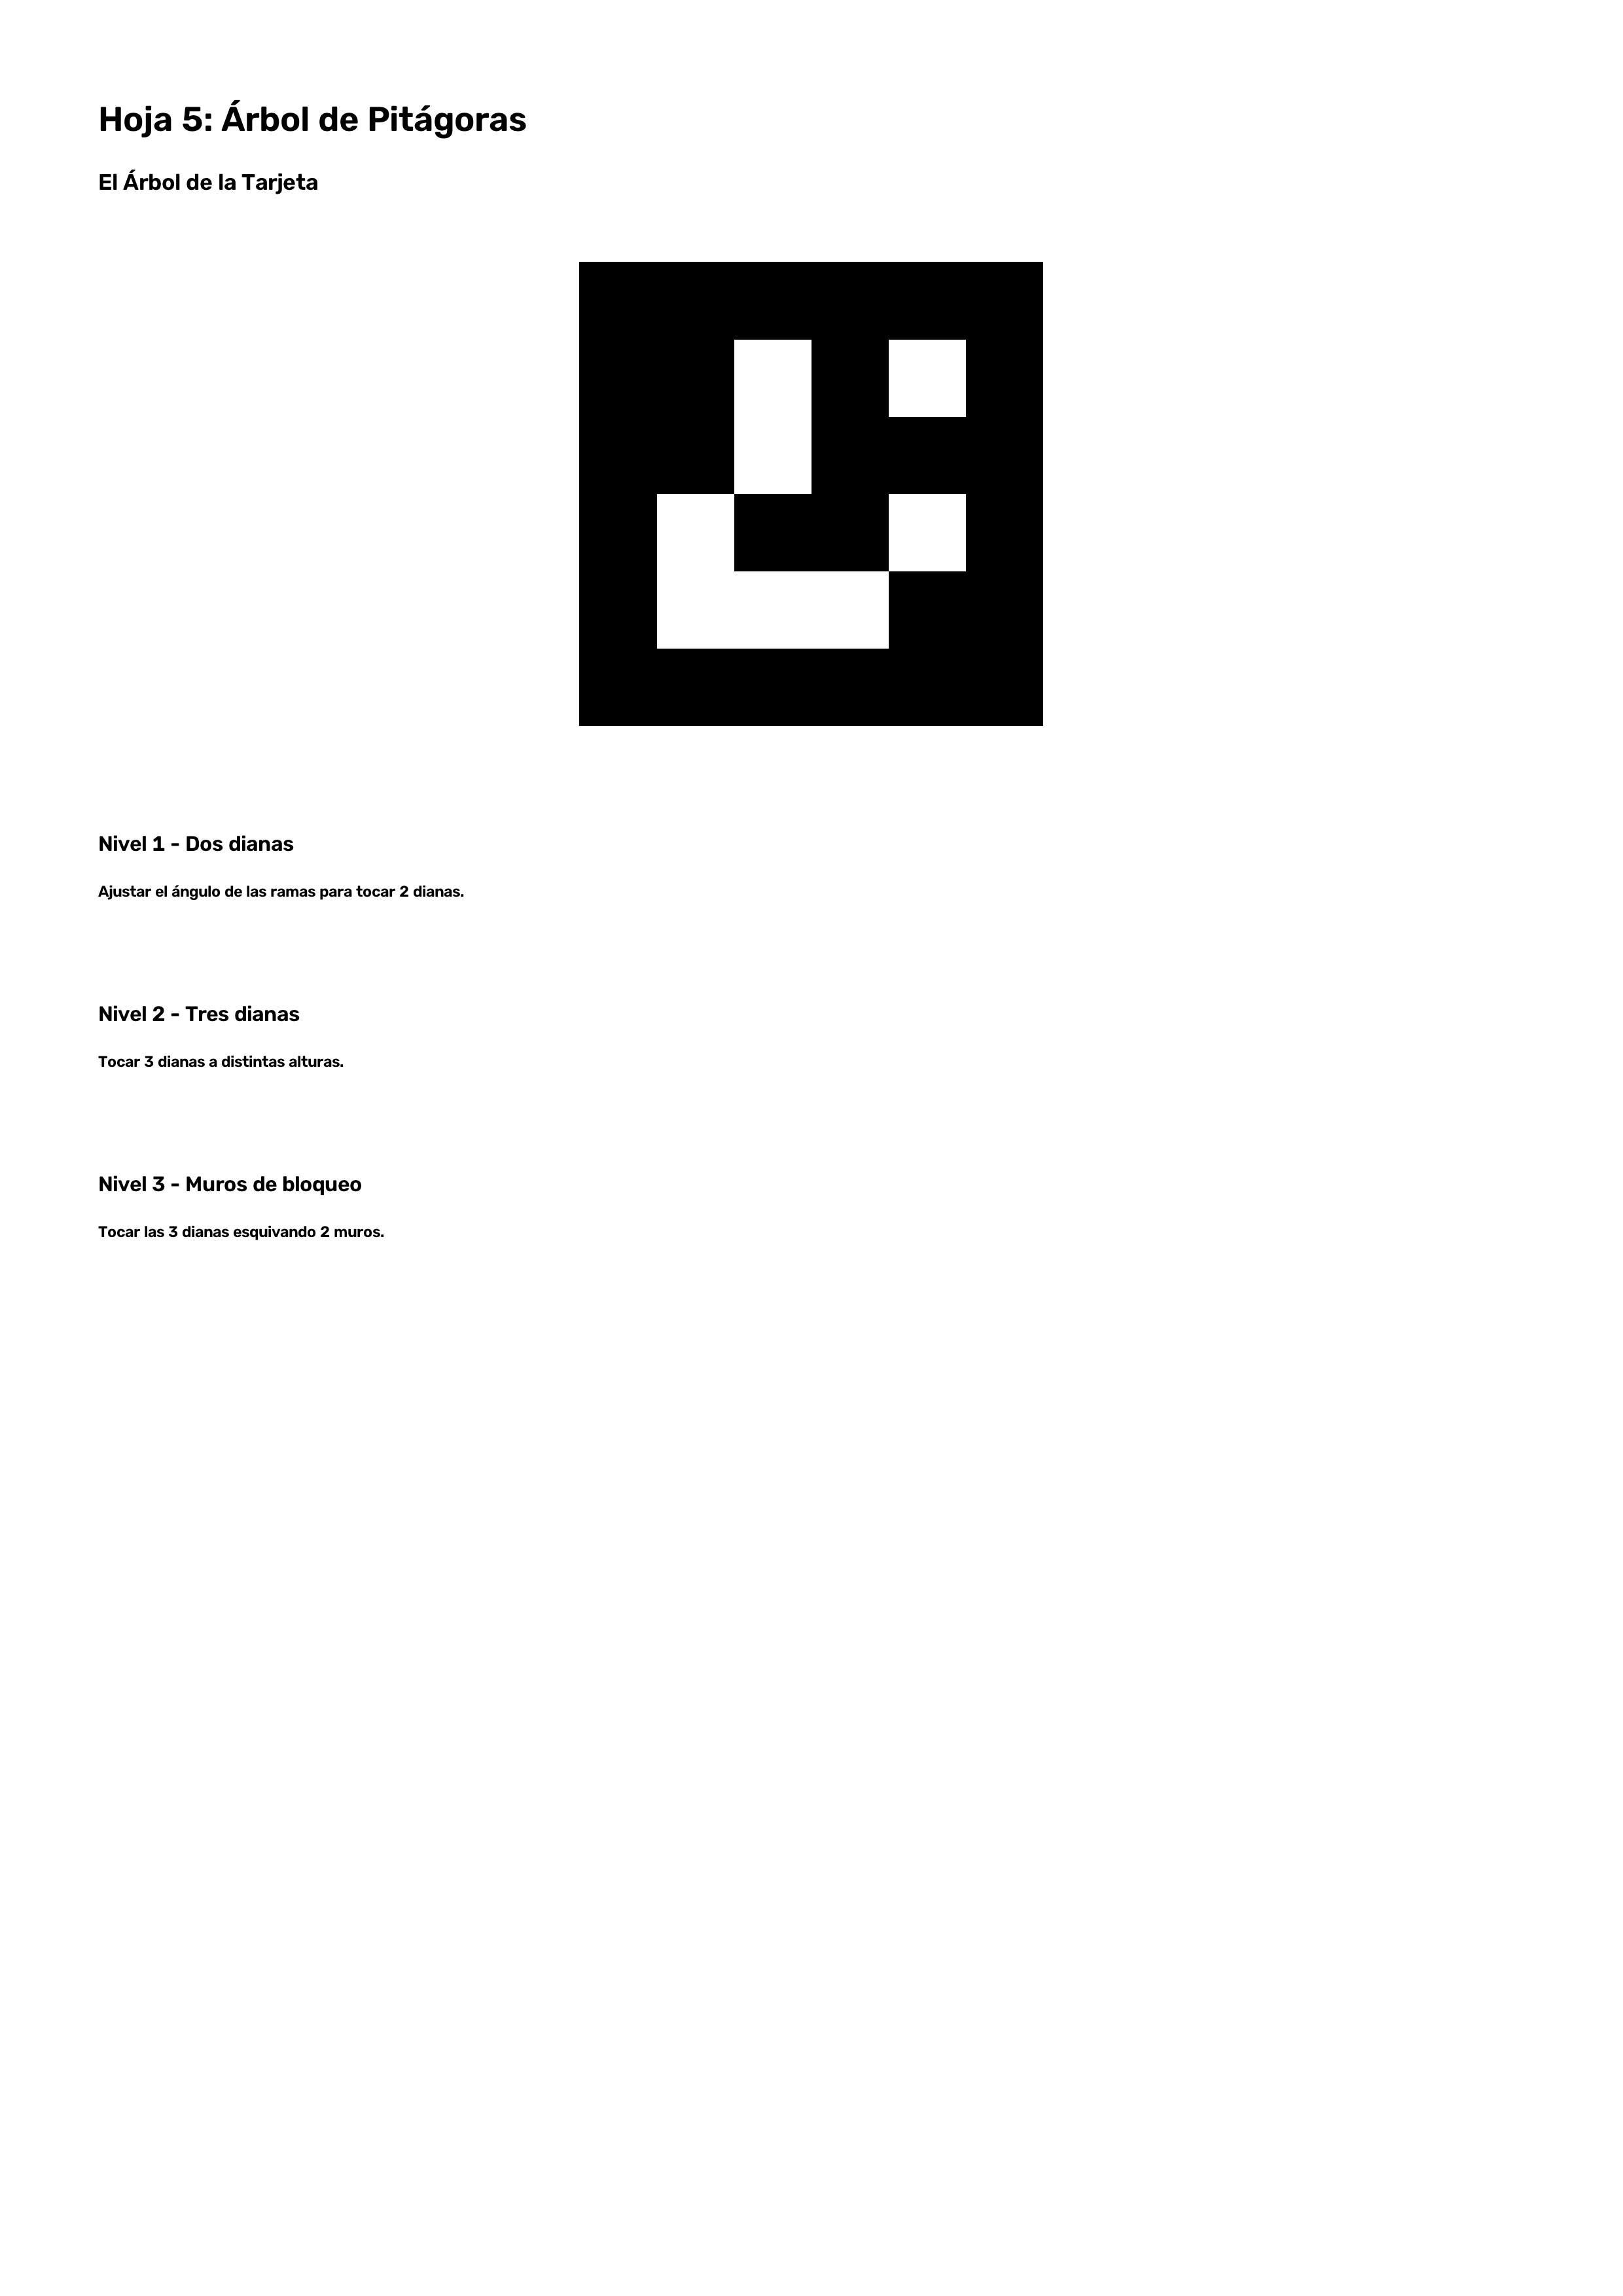 Hoja 5: Árbol de Pitágoras
El Árbol de la Tarjeta
Nivel 1 - Dos dianas
Ajustar el ángulo de las ramas para tocar 2 dianas.
Nivel 2 - Tres dianas
Tocar 3 dianas a distintas alturas.
Nivel 3 - Muros de bloqueo
Tocar las 3 dianas esquivando 2 muros.